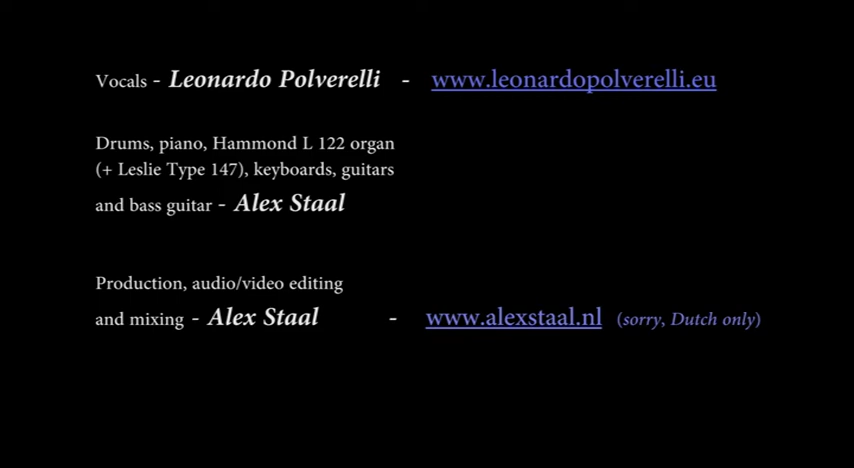 Vocals - Leonardo Polverelli - www.leonardopolverelli.eu
Drums, piano, Hammond L 122 organ
(+ Leslie Type 147), keyboards, guitars
and bass guitar - Alex Staal
Production, audio/video editing
and mixing - Alex Staal - www.alexstaal.nl (sorry, Dutch only)